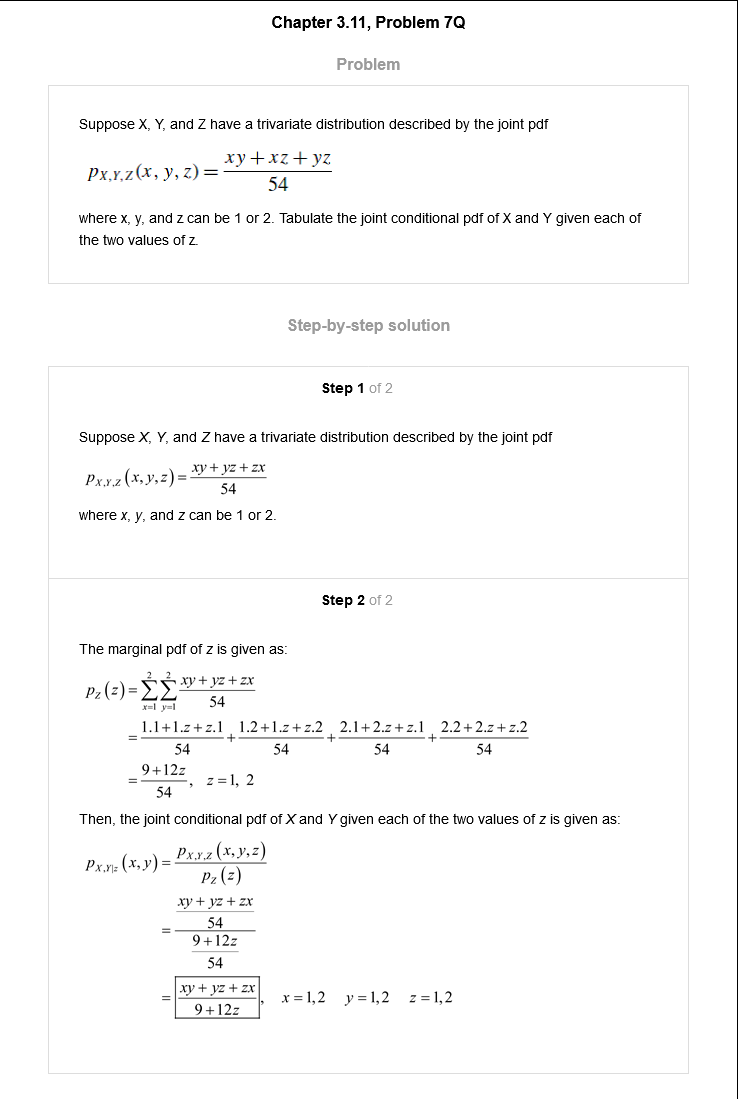 Chapter 3.11, Problem 7Q
Problem
Suppose X, Y, and Z have a trivariate distribution described by the joint pdf
p_{X,Y,Z}(x, y, z) = \frac{xy + xz + yz}{54}
where x, y, and z can be 1 or 2. Tabulate the joint conditional pdf of X and Y given each of
the two values of z.
Step-by-step solution
Step 1 of 2
Suppose X, Y, and Z have a trivariate distribution described by the joint pdf
p_{X,Y,Z}(x, y, z) = \frac{xy + yz + zx}{54}
where x, y, and z can be 1 or 2.
Step 2 of 2
The marginal pdf of z is given as:
p_Z(z) = \sum_{x=1}^{2} \sum_{y=1}^{2} \frac{xy + yz + zx}{54}
= \frac{1.1+1.z+z.1}{54} + \frac{1.2+1.z+z.2}{54} + \frac{2.1+2.z+z.1}{54} + \frac{2.2+2.z+z.2}{54}
= \frac{9+12z}{54}, z = 1, 2
Then, the joint conditional pdf of X and Y given each of the two values of z is given as:
p_{X,Y|z}(x, y) = \frac{p_{X,Y,Z}(x, y, z)}{p_Z(z)}
= \frac{\frac{xy + yz + zx}{54}}{\frac{9+12z}{54}}
= \frac{xy + yz + zx}{9+12z}, x = 1,2 y = 1,2 z = 1,2